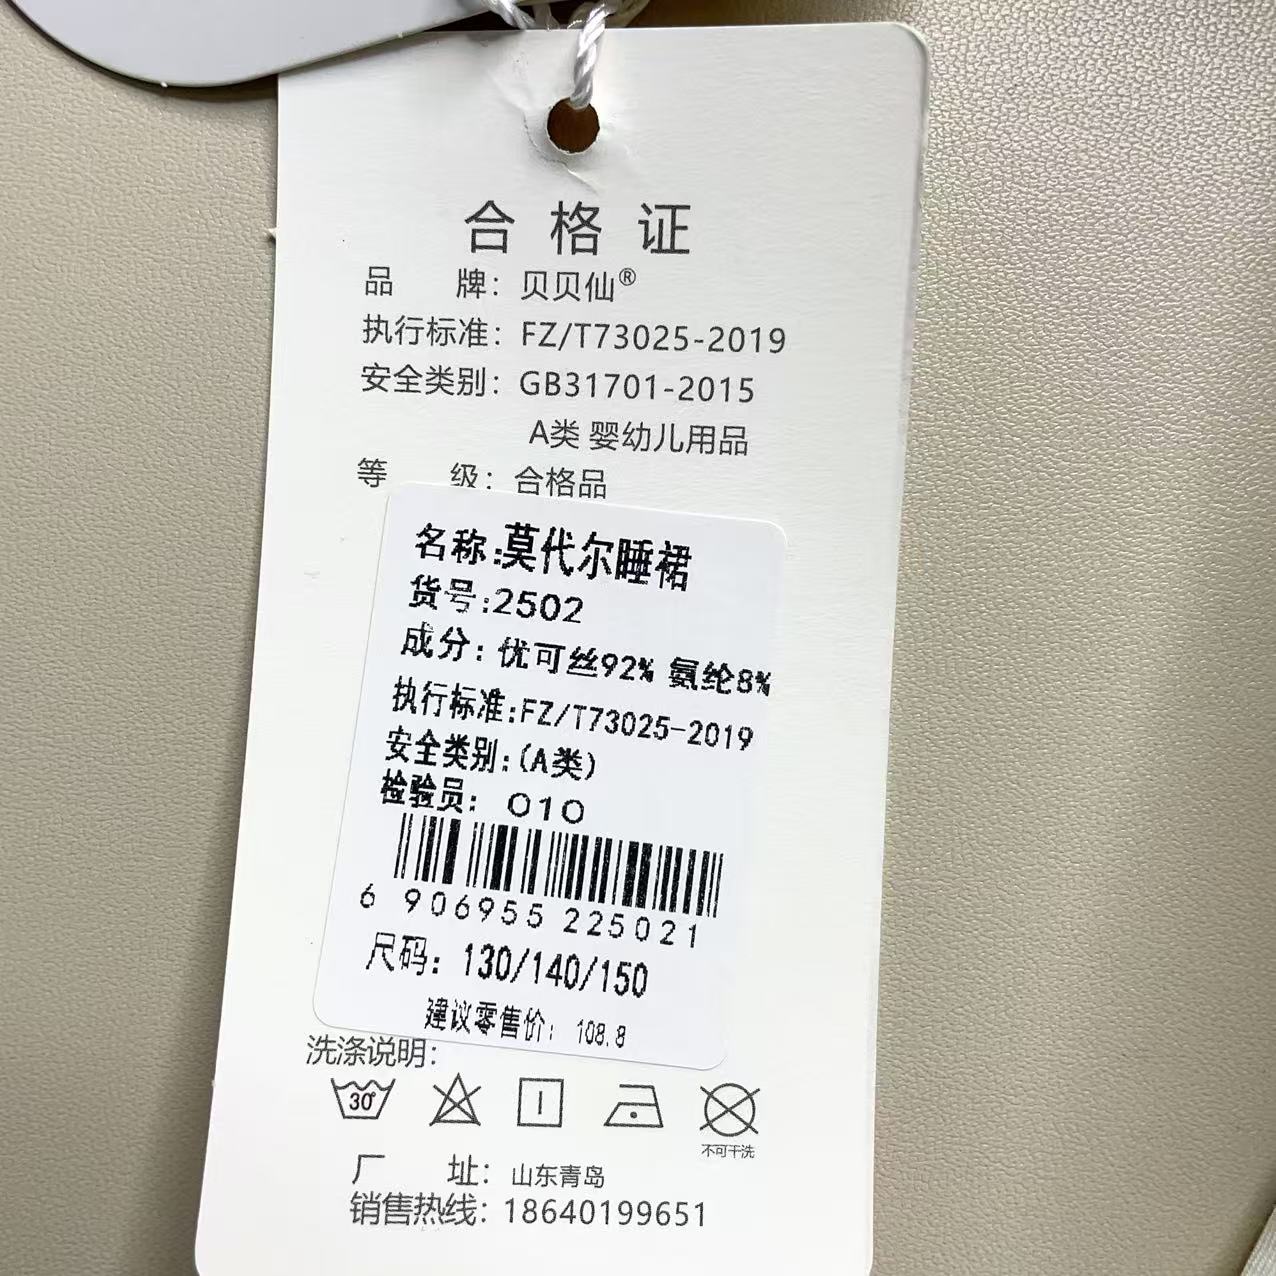 合格证
品 牌：贝贝仙®
执行标准：FZ/T73025-2019
安全类别：GB31701-2015
A类 婴幼儿用品
等 级：合格品
名称:莫代尔睡裙
货号:2502
成分: 优可丝92% 氨纶8%
执行标准:FZ/T73025-2019
安全类别:(A类)
检验员: 010
6 906955 225021
尺码: 130/140/150
建议零售价: 108.8
洗涤说明：
30°
不可干洗
厂 址：山东青岛
销售热线：18640199651